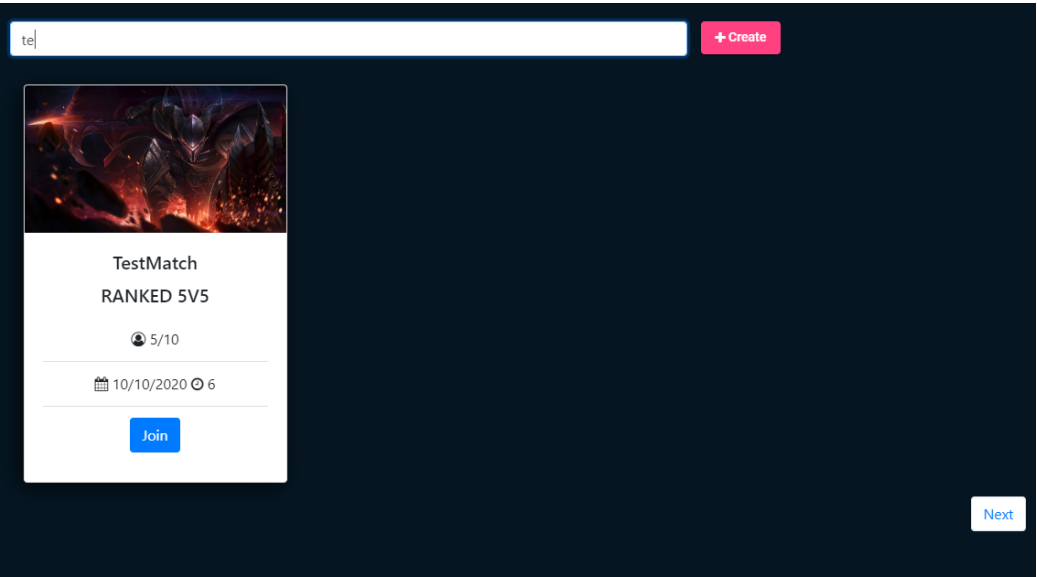 te
+ Create
TestMatch
RANKED 5V5
5/10
10/10/2020 6
Join
Next